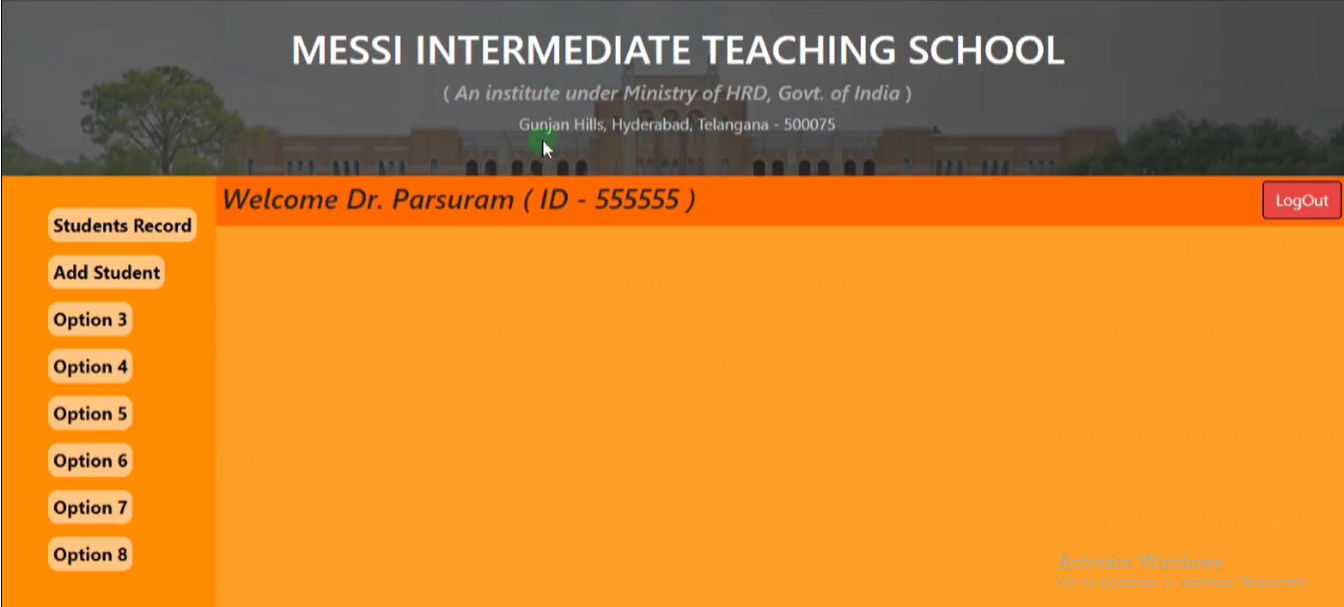 MESSI INTERMEDIATE TEACHING SCHOOL
( An institute under Ministry of HRD, Govt. of India )
Gunjan Hills, Hyderabad, Telangana - 500075
Welcome Dr. Parsuram ( ID - 555555 )
LogOut
Students Record
Add Student
Option 3
Option 4
Option 5
Option 6
Option 7
Option 8
Activate Windows
Go to Settings to activate Windows.